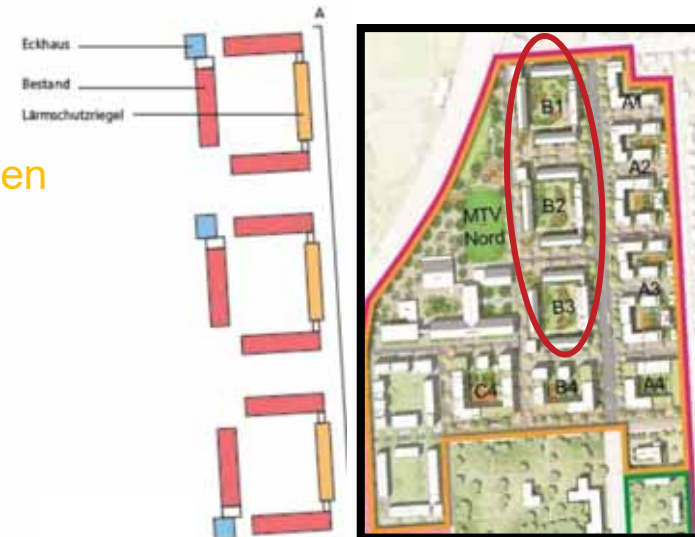 A
Eckhaus
Bestand
Lärmschutzriegel
en
B1
A1
A2
B2
MTV
Nord
A3
B3
C4
B4
A4